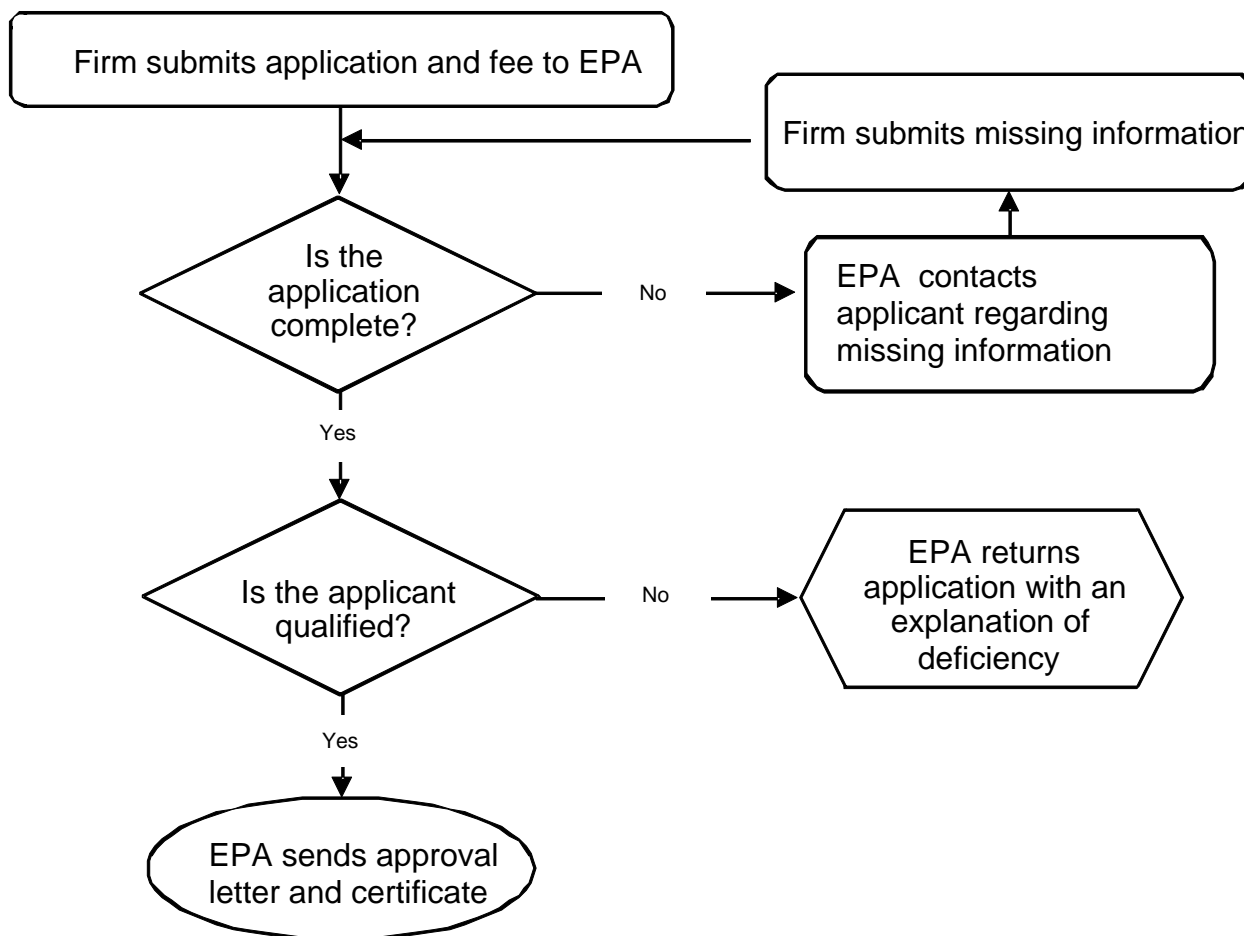 Firm submits application and fee to EPA
Firm submits missing information
Is the
application
complete?
No
EPA contacts
applicant regarding
missing information
Yes
Is the applicant
qualified?
No
EPA returns
application with an
explanation of
deficiency
Yes
EPA sends approval
letter and certificate